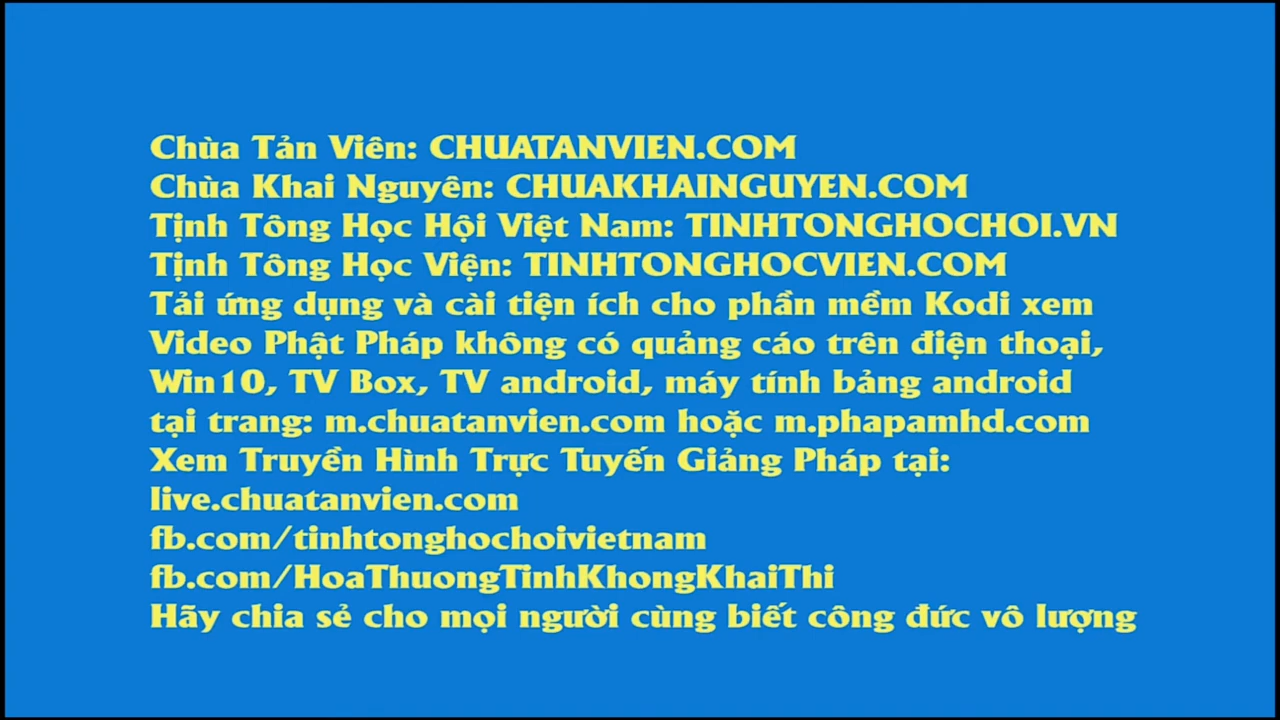 Chùa Tản Viên: CHUATANVIEN.COM
Chùa Khai Nguyên: CHUAKHAINGUYEN.COM
Tịnh Tông Học Hội Việt Nam: TINHTONGHOCHOI.VN
Tịnh Tông Học Viện: TINHTONGHOCVIEN.COM
Tải ứng dụng và cài tiện ích cho phần mềm Kodi xem
Video Phật Pháp không có quảng cáo trên điện thoại,
Win10, TV Box, TV android, máy tính bảng android
tại trang: m.chuatanvien.com hoặc m.phapamhd.com
Xem Truyền Hình Trực Tuyến Giảng Pháp tại:
live.chuatanvien.com
fb.com/tinhtonghochoivietnam
fb.com/HoaThuongTinhKhongKhaiThi
Hãy chia sẻ cho mọi người cùng biết công đức vô lượng